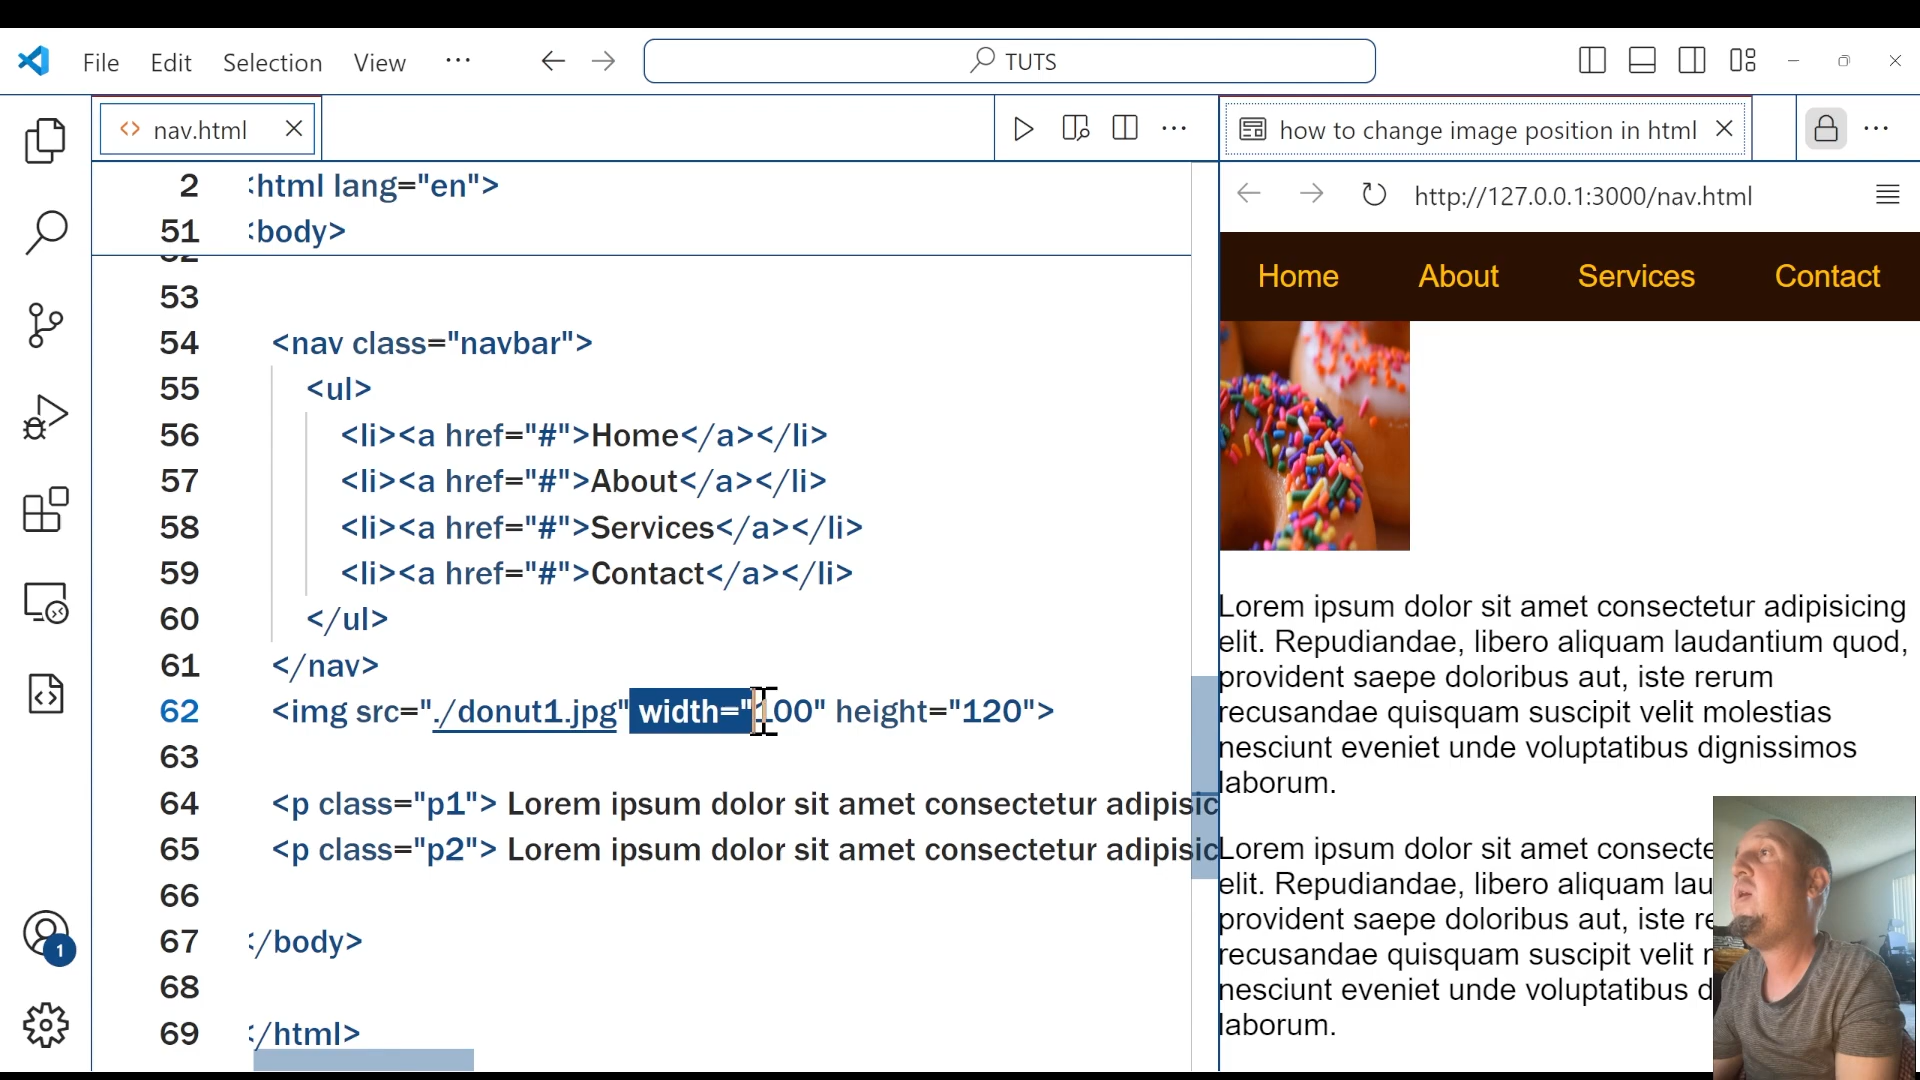 File Edit Selection View ··· TUTS
nav.html
how to change image position in html
2 <html lang="en">
51 <body>
53
54 <nav class="navbar">
55 <ul>
56 <li><a href="#">Home</a></li>
57 <li><a href="#">About</a></li>
58 <li><a href="#">Services</a></li>
59 <li><a href="#">Contact</a></li>
60 </ul>
61 </nav>
62 <img src="./donut1.jpg" width="100" height="120">
63
64 <p class="p1"> Lorem ipsum dolor sit amet consectetur adipisic
65 <p class="p2"> Lorem ipsum dolor sit amet consectetur adipisic
66
67 </body>
68
69 </html>
1
http://127.0.0.1:3000/nav.html
Home About Services Contact
Lorem ipsum dolor sit amet consectetur adipisicing
elit. Repudiandae, libero aliquam laudantium quod,
provident saepe doloribus aut, iste rerum
recusandae quisquam suscipit velit molestias
nesciunt eveniet unde voluptatibus dignissimos
laborum.
Lorem ipsum dolor sit amet consecte
elit. Repudiandae, libero aliquam lau
provident saepe doloribus aut, iste re
recusandae quisquam suscipit velit
nesciunt eveniet unde voluptatibus d
laborum.